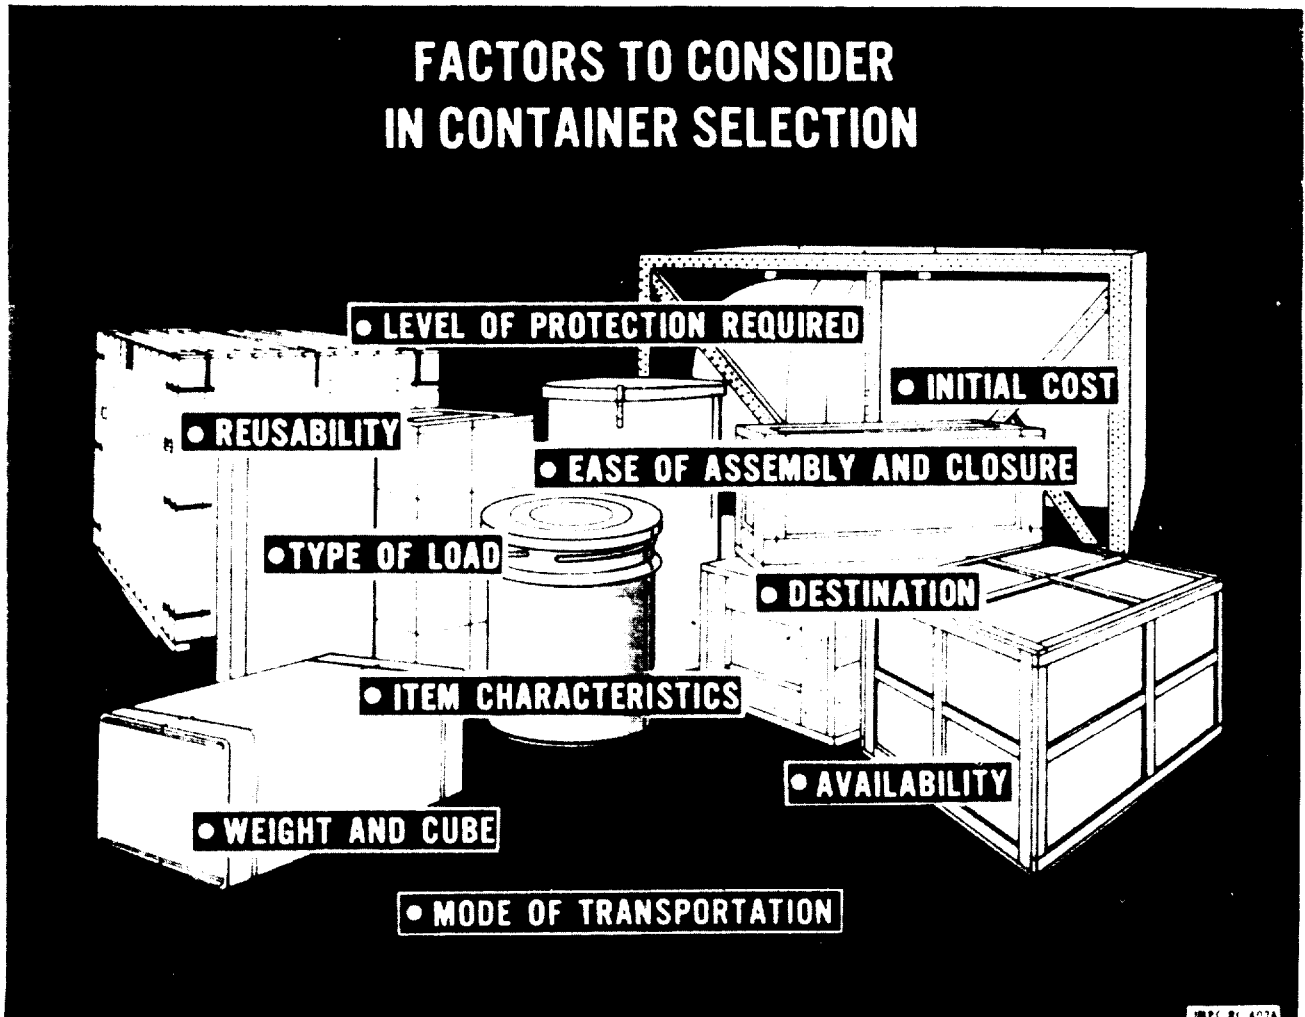 FACTORS TO CONSIDER
IN CONTAINER SELECTION
• LEVEL OF PROTECTION REQUIRED
• INITIAL COST
• REUSABILITY
• EASE OF ASSEMBLY AND CLOSURE
• TYPE OF LOAD
• DESTINATION
• ITEM CHARACTERISTICS
• AVAILABILITY
• WEIGHT AND CUBE
• MODE OF TRANSPORTATION